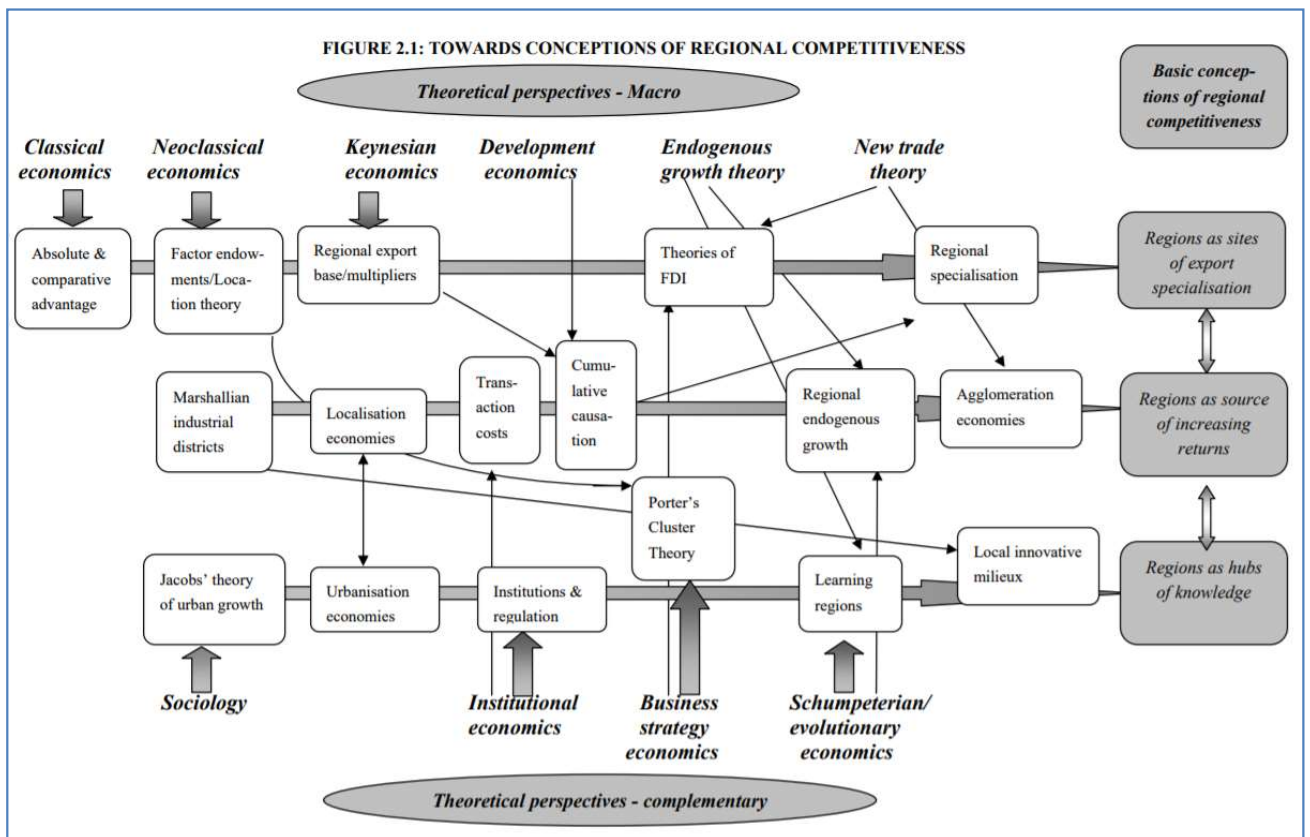 FIGURE 2.1: TOWARDS CONCEPTIONS OF REGIONAL COMPETITIVENESS
Theoretical perspectives - Macro
Basic concep-
tions of regional
competitiveness
Classical
economics
Neoclassical
economics
Keynesian
economics
Development
economics
Endogenous
growth theory
New trade
theory
Absolute &
comparative
advantage
Factor endow-
ments/Loca-
tion theory
Regional export
base/multipliers
Theories of
FDI
Regional
specialisation
Regions as sites
of export
specialisation
Marshallian
industrial
districts
Localisation
economies
Trans-
action
costs
Cumu-
lative
causa-
tion
Regional
endogenous
growth
Agglomeration
economies
Regions as source
of increasing
returns
Porter's
Cluster
Theory
Jacobs' theory
of urban growth
Urbanisation
economies
Institutions &
regulation
Learning
regions
Local innovative
milieux
Regions as hubs
of knowledge
Sociology
Institutional
economics
Business
strategy
economics
Schumpeterian/
evolutionary
economics
Theoretical perspectives - complementary